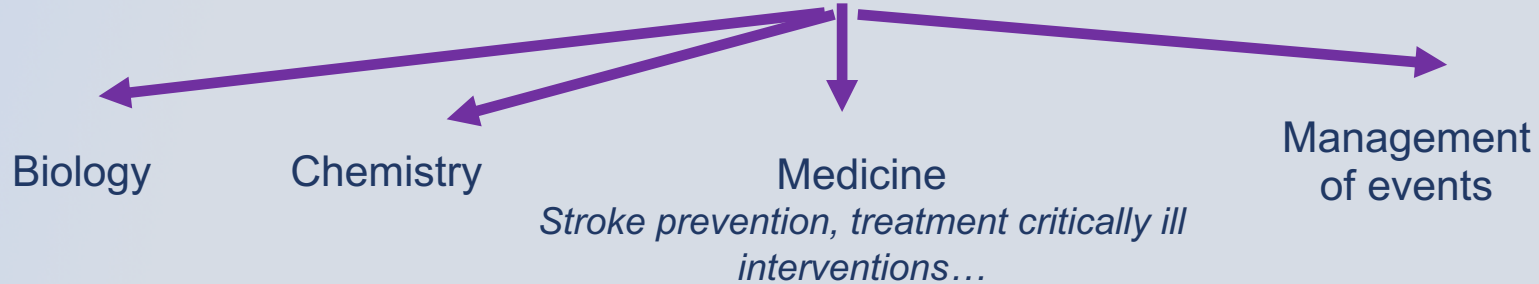 Biology
Chemistry
Medicine
Stroke prevention, treatment critically ill
interventions…
Management
of events